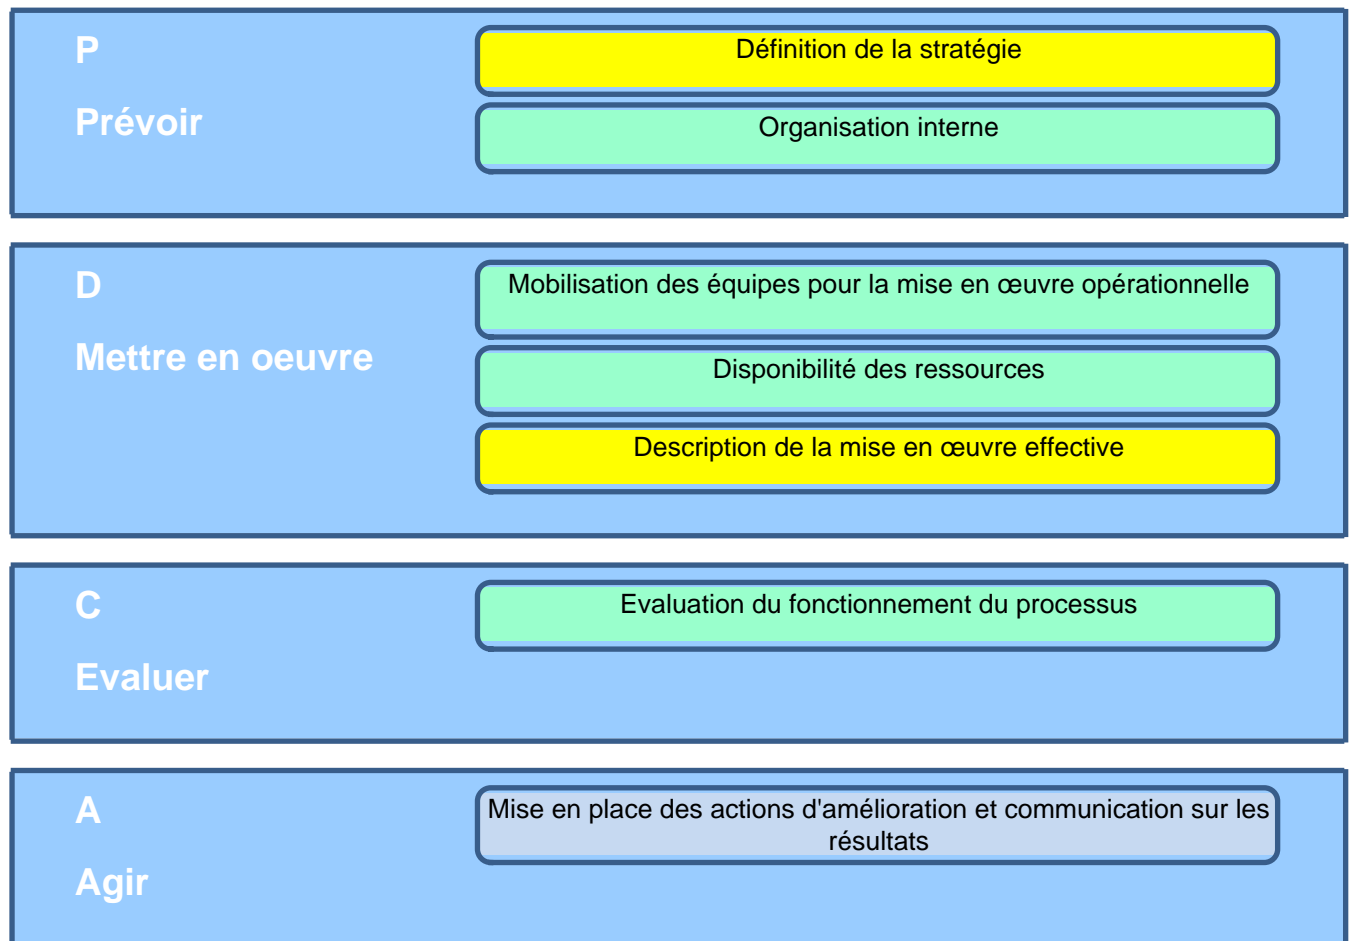 P
Prévoir
Définition de la stratégie
Organisation interne
D
Mettre en oeuvre
Mobilisation des équipes pour la mise en œuvre opérationnelle
Disponibilité des ressources
Description de la mise en œuvre effective
C
Evaluer
Evaluation du fonctionnement du processus
A
Agir
Mise en place des actions d'amélioration et communication sur les
résultats